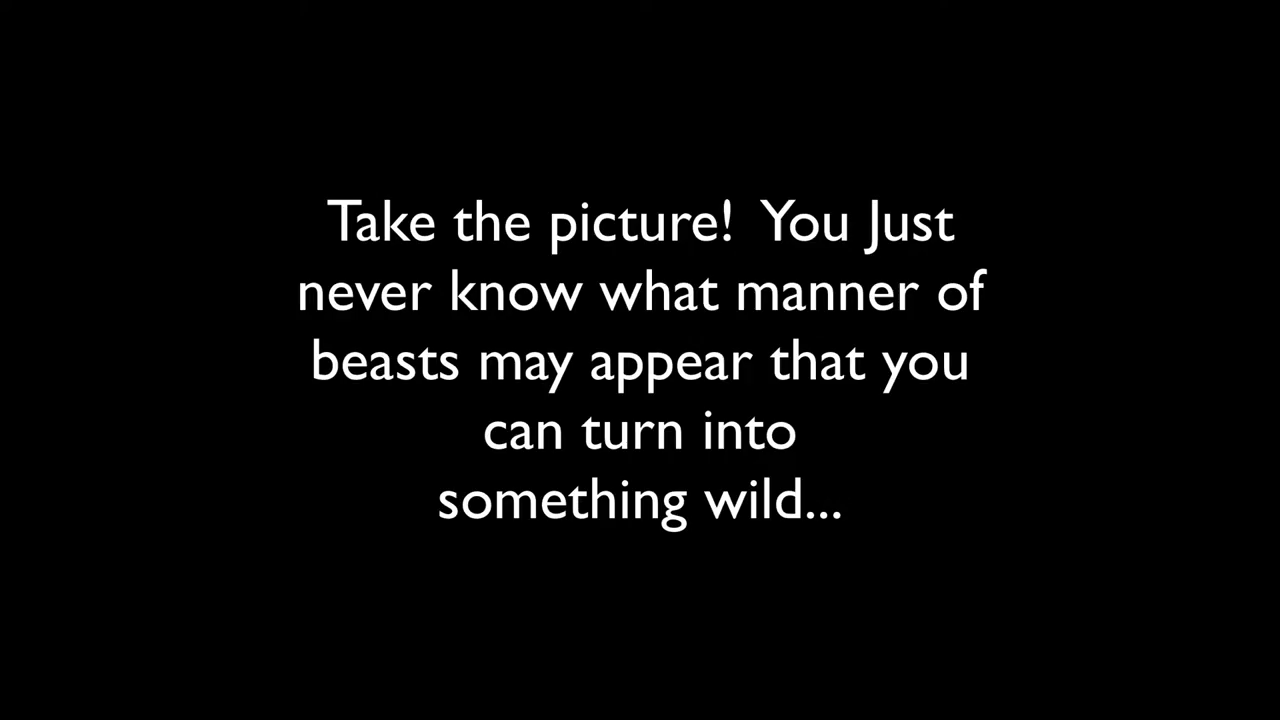 Take the picture!  You Just
never know what manner of
beasts may appear that you
can turn into
something wild...